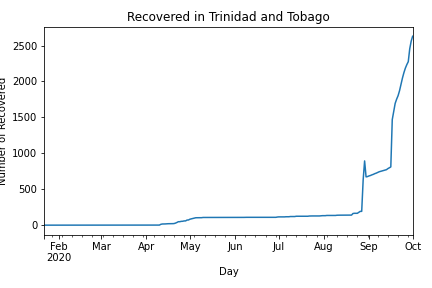 Recovered in Trinidad and Tobago
Number of Recovered
2500
2000
1500
1000
500
0
Feb
2020
Mar
Apr
May
Jun
Jul
Aug
Sep
Oct
Day